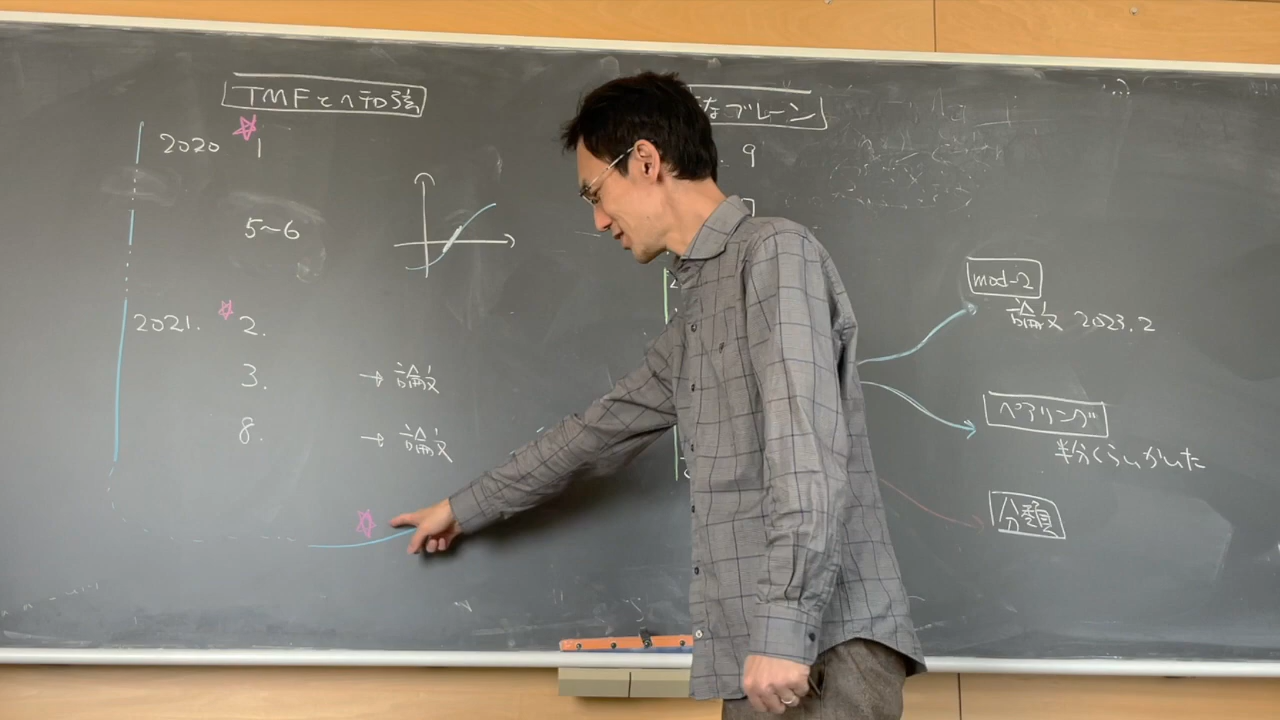 TMFとヘテロ弦
2020 1
5~6
2021. 2.
3. → 論文
8. → 論文
なブレーン
9
mod-2
論文 2023.2
ペアリング
半分くらいかいた
分類